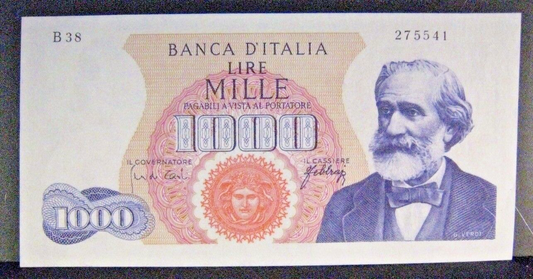 B 38 275541
BANCA D'ITALIA
LIRE
MILLE
PAGABILI A VISTA AL PORTATORE
1000
IL GOVERNATORE IL CASSIERE
1000
G. VERDI